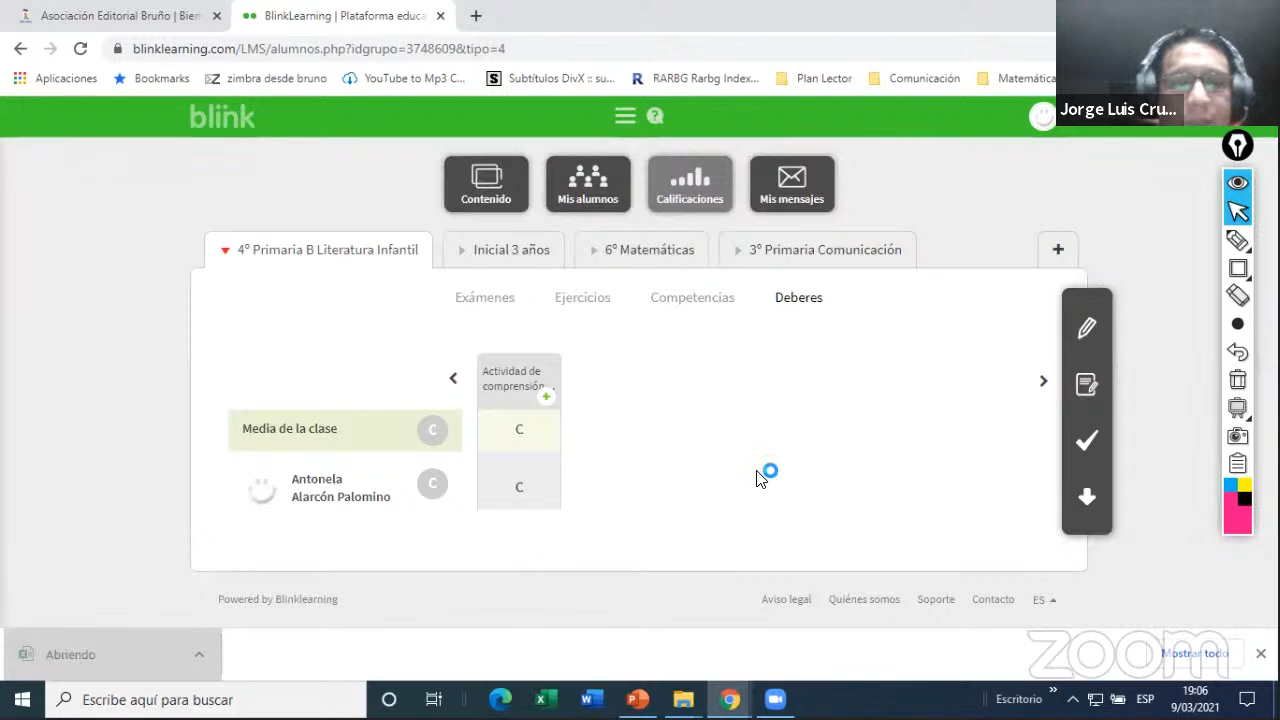 Asociación Editorial Bruño | Bien
BlinkLearning | Plataforma educa
blinklearning.com/LMS/alumnos.php?idgrupo=3748609&tipo=4
Aplicaciones
Bookmarks
zimbra desde bruno
YouTube to Mp3 C...
Subtítulos DivX :: su...
RARBG Rarbg Index...
Plan Lector
Comunicación
Matemática
Jorge Luis Cru...
blink
Contenido
Mis alumnos
Calificaciones
Mis mensajes
4º Primaria B Literatura Infantil
Inicial 3 años
6º Matemáticas
3º Primaria Comunicación
+
Exámenes
Ejercicios
Competencias
Deberes
Actividad de
comprensión...
Media de la clase
C
C
Antonela
Alarcón Palomino
C
C
Powered by Blinklearning
Aviso legal
Quiénes somos
Soporte
Contacto
ES
Abriendo
Mostrar todo
zoom
Escribe aquí para buscar
Escritorio
ESP
19:06
9/03/2021